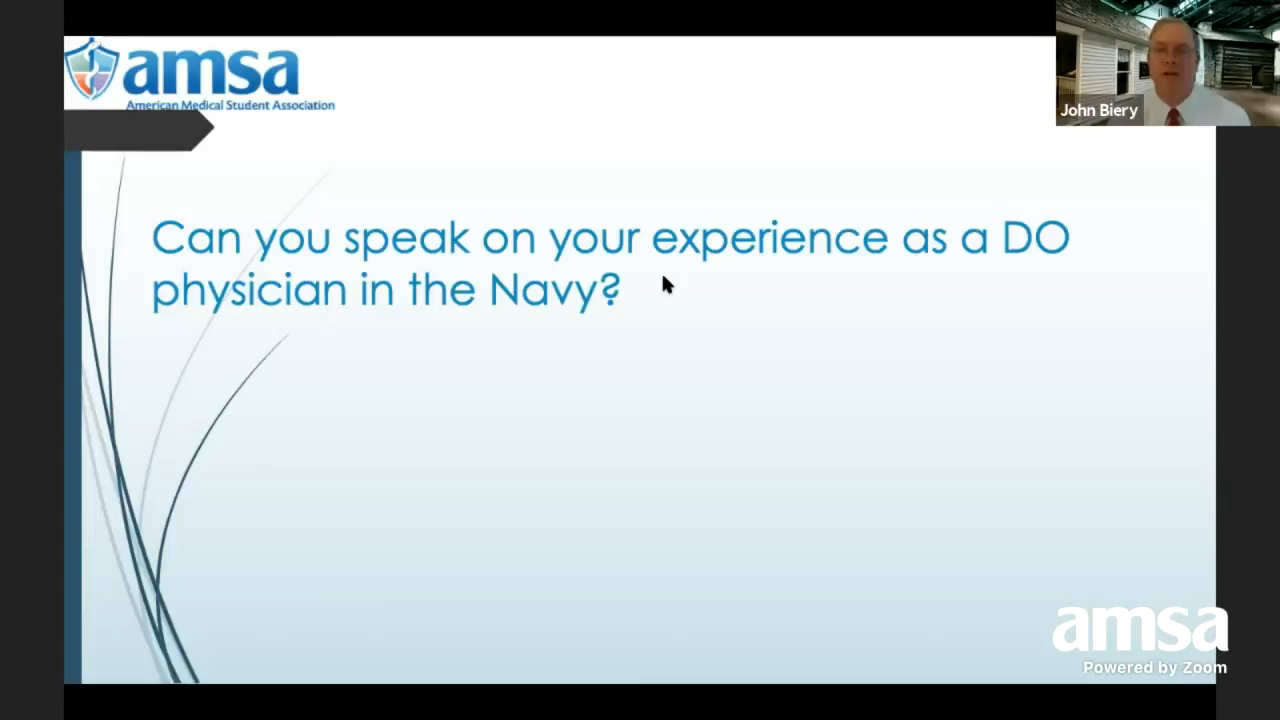 amsa
American Medical Student Association
John Biery
Can you speak on your experience as a DO
physician in the Navy?
amsa
Powered by Zoom